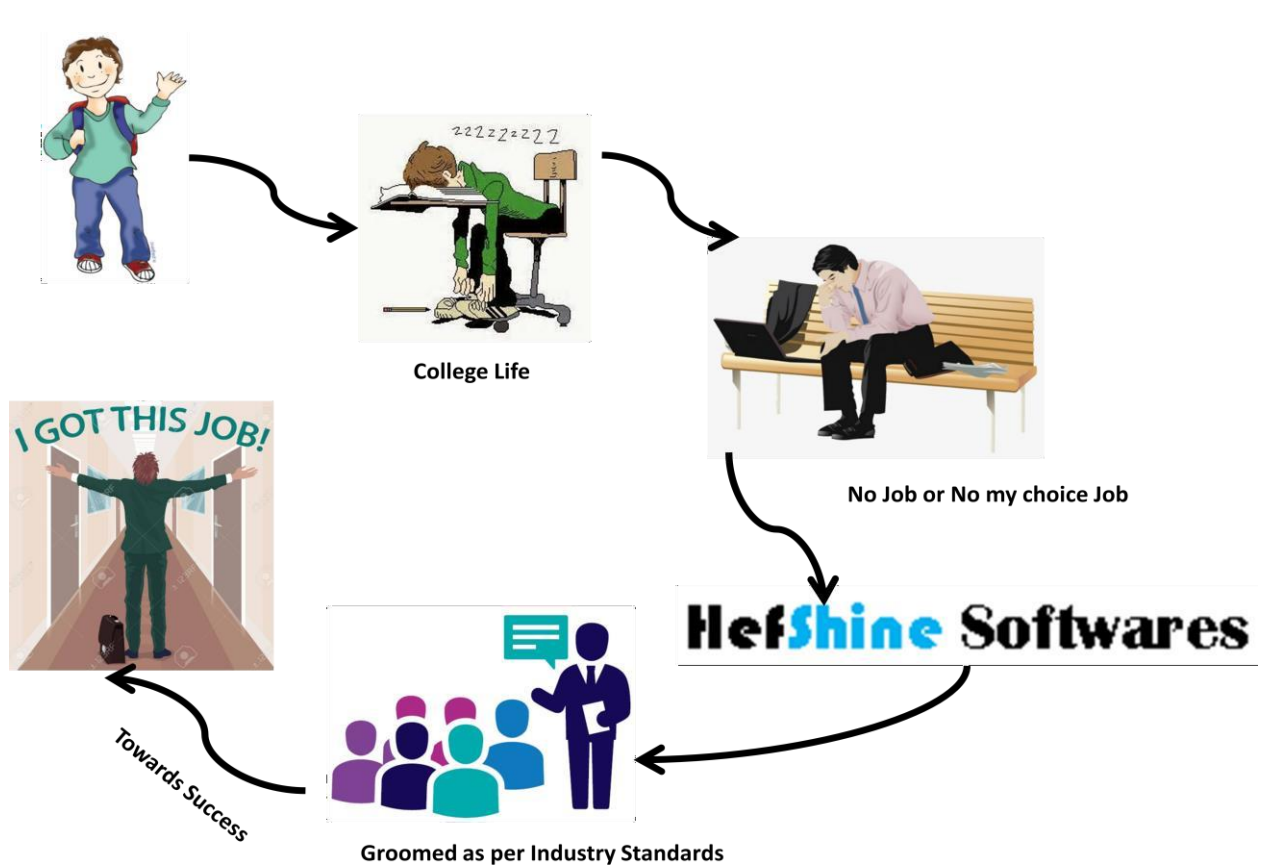 zzzzzzzzz
College Life
No Job or No my choice Job
HefShine Softwares
Groomed as per Industry Standards
Towards Success
I GOT THIS JOB!